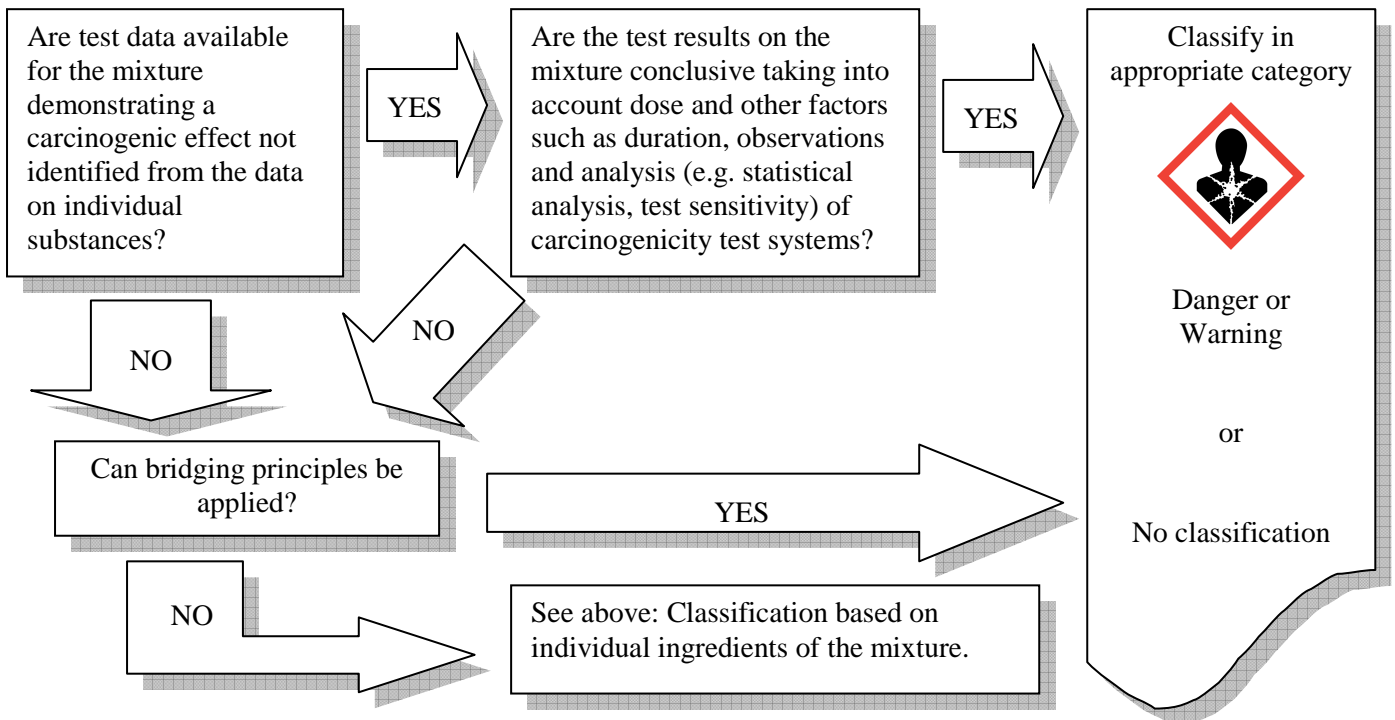 Are test data available
for the mixture
demonstrating a
carcinogenic effect not
identified from the data
on individual
substances?
YES
Are the test results on the
mixture conclusive taking into
account dose and other factors
such as duration, observations
and analysis (e.g. statistical
analysis, test sensitivity) of
carcinogenicity test systems?
YES
Classify in
appropriate category
Danger or
Warning
or
No classification
NO
NO
Can bridging principles be
applied?
YES
NO
See above: Classification based on
individual ingredients of the mixture.